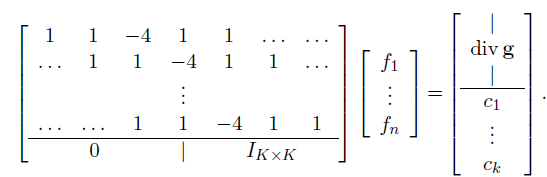 1 1 −4 1 1 … …
… 1 1 −4 1 1 …
⋮
… … 1 1 −4 1 1
0 | I_{K×K}
f_1
⋮
f_n
=
|
div g
|
c_1
⋮
c_k
.